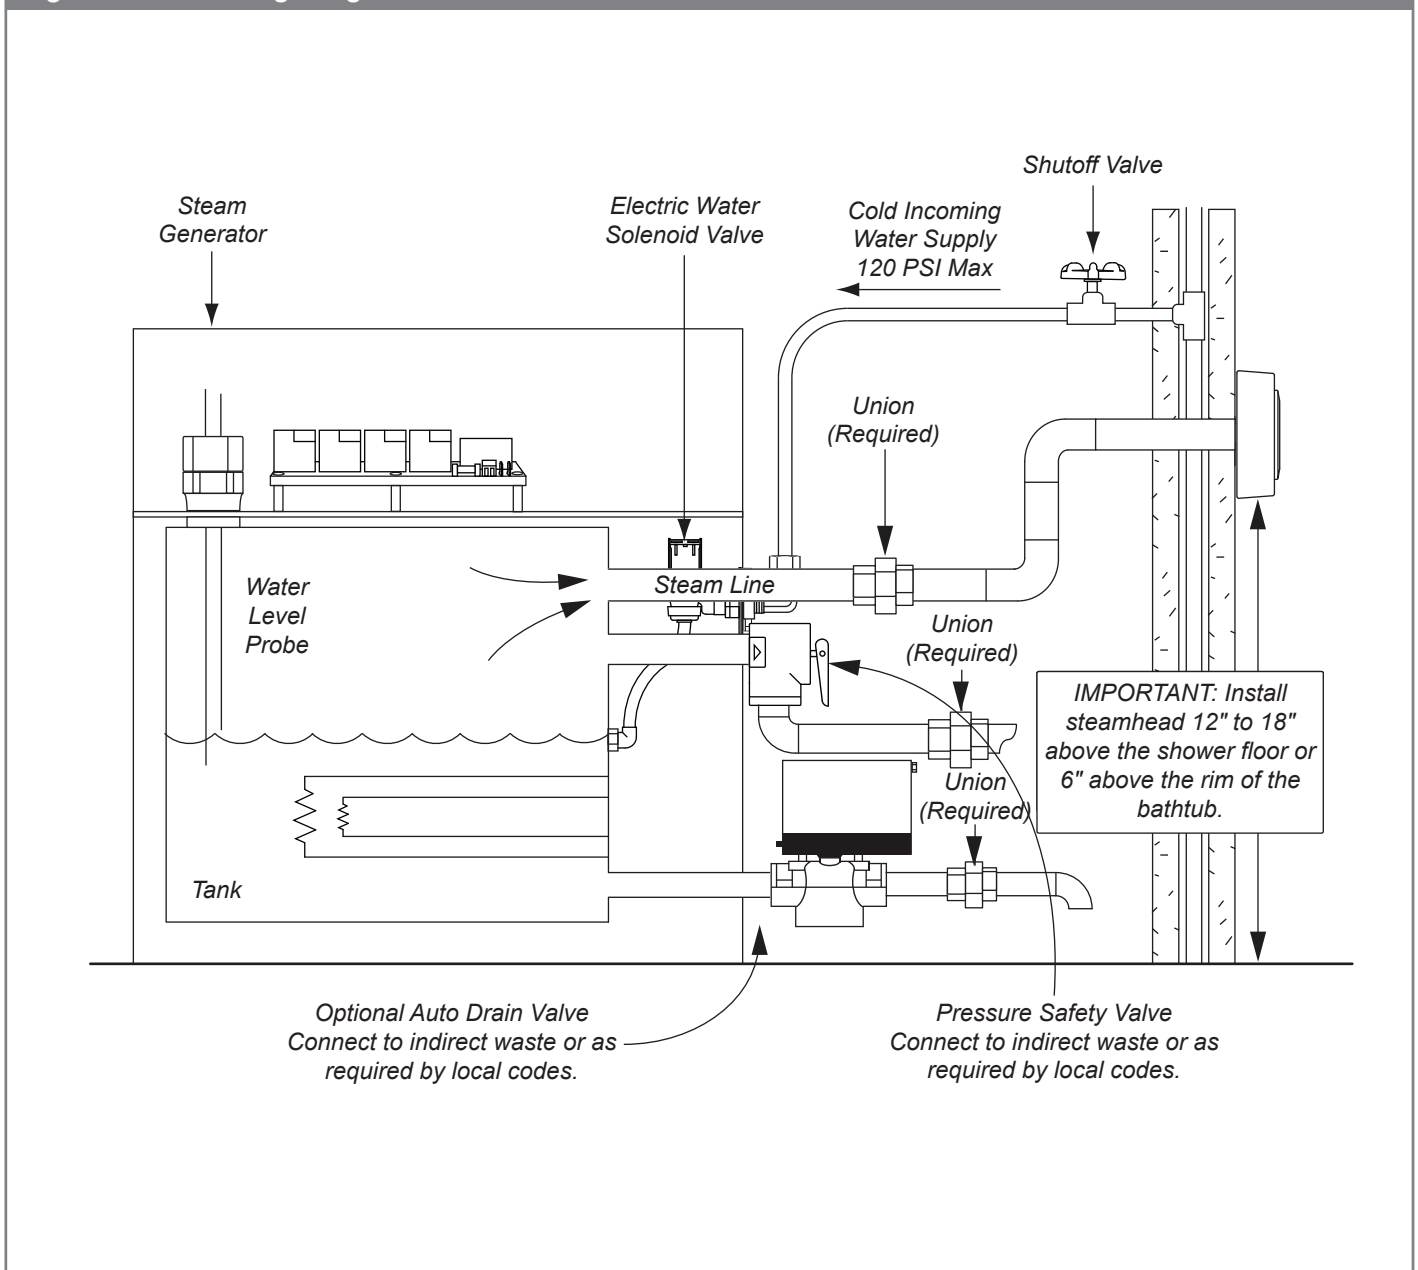 Shutoff Valve
Steam
Generator
Electric Water
Solenoid Valve
Cold Incoming
Water Supply
120 PSI Max
Union
(Required)
Water
Level
Probe
Steam Line
Union
(Required)
IMPORTANT: Install
steamhead 12" to 18"
above the shower floor or
6" above the rim of the
bathtub.
Union
(Required)
Tank
Optional Auto Drain Valve
Connect to indirect waste or as
required by local codes.
Pressure Safety Valve
Connect to indirect waste or as
required by local codes.